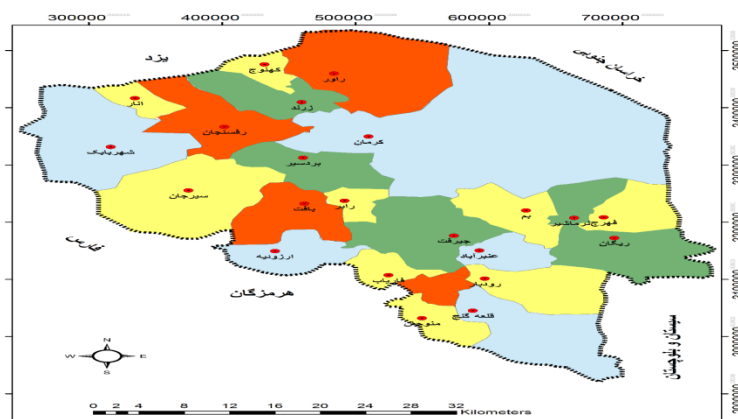 300000 400000 500000 600000 700000
یزد
خراسان جنوبی
کهنوج
راور
انار
زرند
رفسنجان
کرمان
شهربابک
بردسیر
سیرجان
بافت
رابر
بم
نرماشیر
فهرج
ریگان
جیرفت
عنبرآباد
ارزوئیه
فارس
فاریاب
رودبار
هرمزگان
قلعه گنج
منوجان
سیستان و بلوچستان
N
W E
S
0 2 4 8 12 16 20 24 28 32
Kilometers